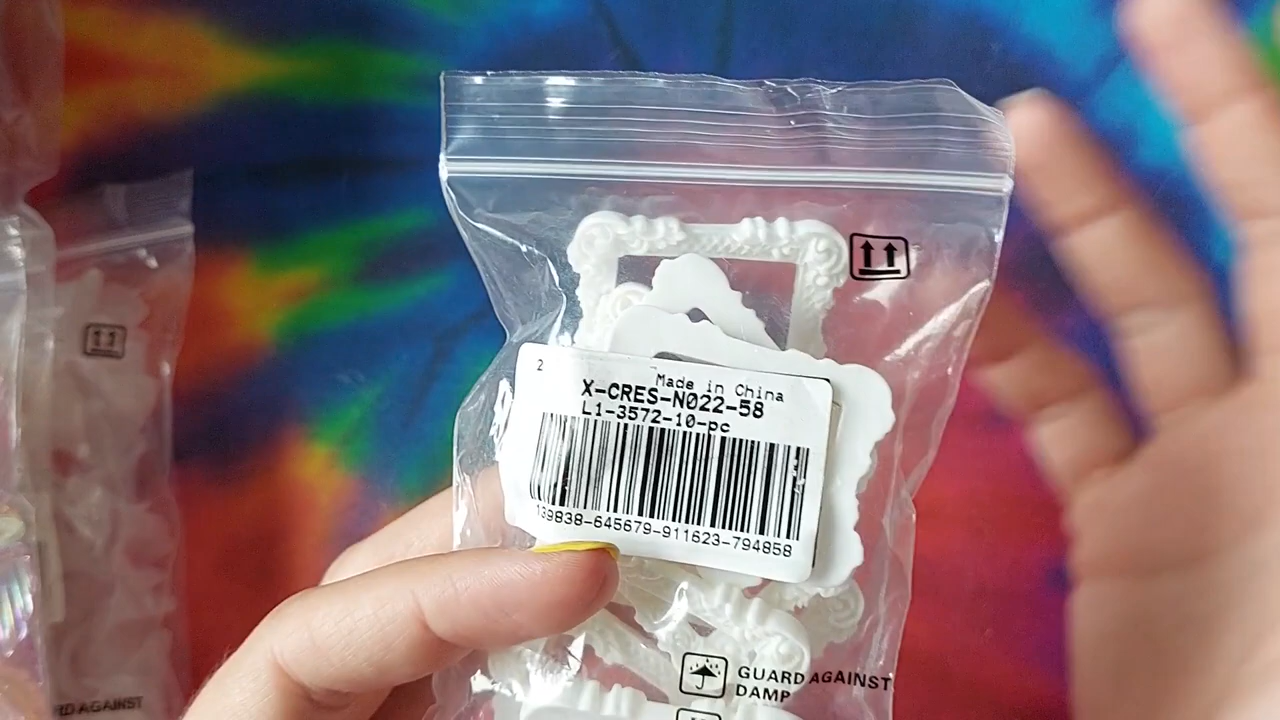 2
Made in China
X-CRES-N022-58
L1-3572-10-pc
139838-645679-911623-794858
GUARD AGAINST
DAMP
RD AGAINST